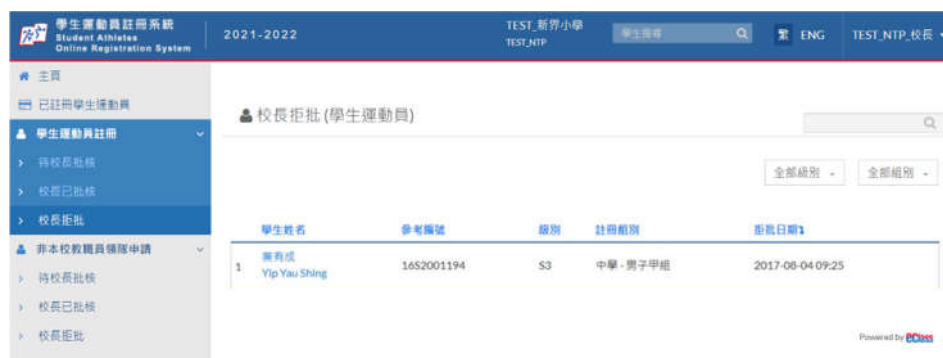 學生運動員註冊系統
Student Athletes
Online Registration System
2021-2022
TEST_新界小學
TEST_NTP
學生搜尋
繁 ENG
TEST_NTP_校長
主頁
已註冊學生運動員
學生運動員註冊
待校長批核
校長已批核
校長拒批
非本校教職員領隊申請
待校長批核
校長已批核
校長拒批
校長拒批 (學生運動員)
全部級別 全部組別
學生姓名 參考編號 級別 註冊組別 拒批日期
1 葉有成 1652001194 S3 中學 - 男子甲組 2017-08-04 09:25
Yip Yau Shing
Powered by eClass